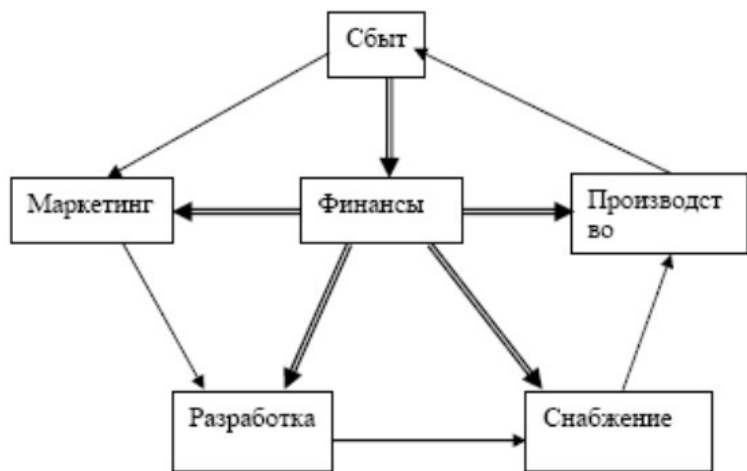 Сбыт
Маркетинг
Финансы
Производст
во
Разработка
Снабжение